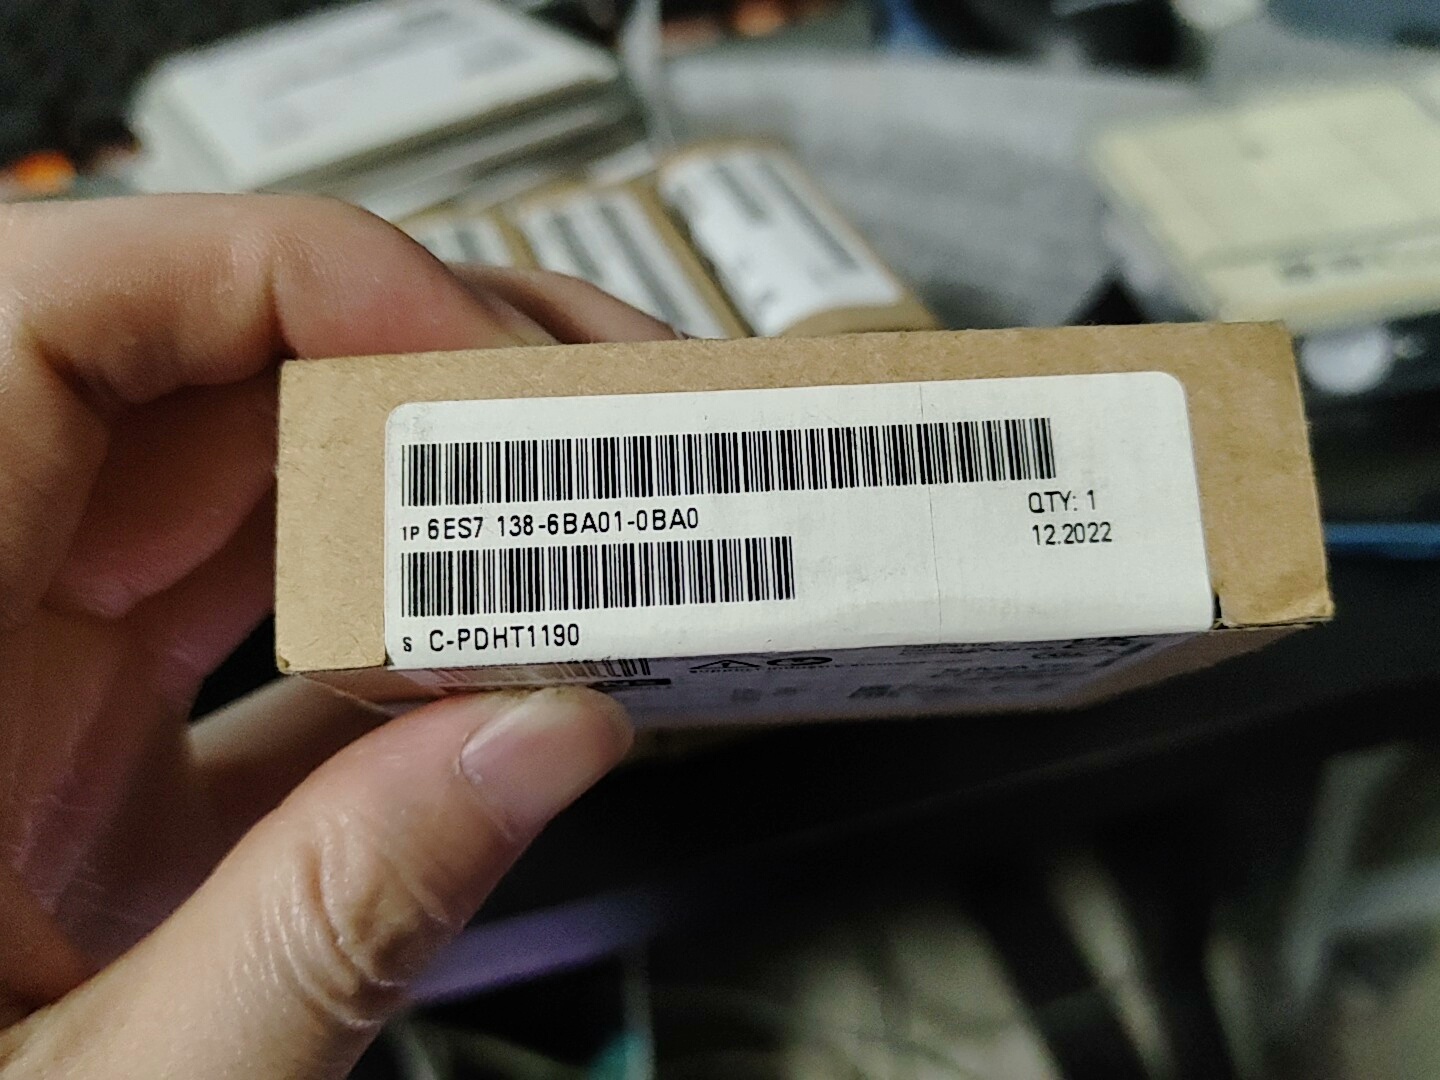 1P 6ES7 138-6BA01-0BA0
QTY: 1
12.2022
S C-PDHT1190